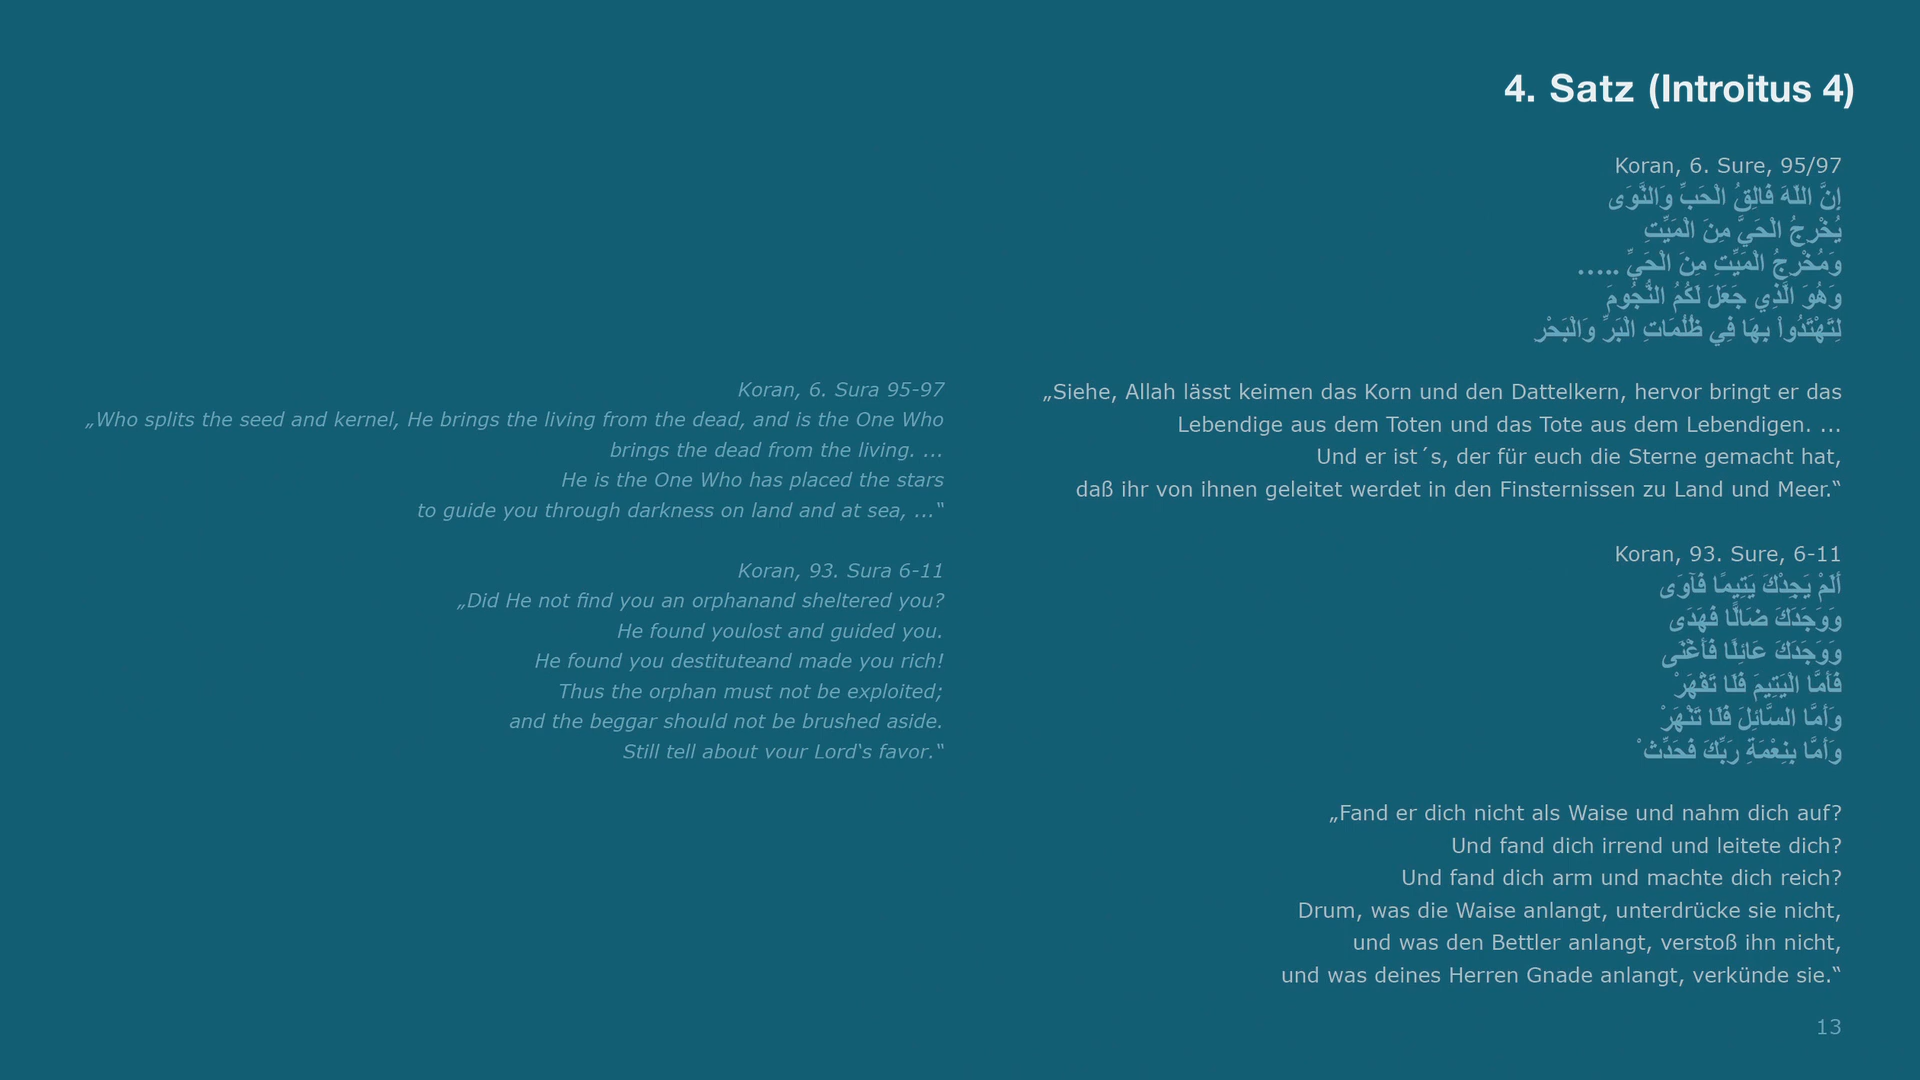 4. Satz (Introitus 4)
Koran, 6. Sura 95-97
„Who splits the seed and kernel, He brings the living from the dead, and is the One Who
brings the dead from the living. ...
He is the One Who has placed the stars
to guide you through darkness on land and at sea, ...“
Koran, 93. Sura 6-11
„Did He not find you an orphanand sheltered you?
He found youlost and guided you.
He found you destituteand made you rich!
Thus the orphan must not be exploited;
and the beggar should not be brushed aside.
Still tell about your Lord‘s favor.“
Koran, 6. Sure, 95/97
إِنَّ اللّهَ فَالِقُ الْحَبِّ وَالنَّوَى
يُخْرِجُ الْحَيَّ مِنَ الْمَيِّتِ
وَمُخْرِجُ الْمَيِّتِ مِنَ الْحَيِّ .....
وَهُوَ الَّذِي جَعَلَ لَكُمُ النُّجُومَ
لِتَهْتَدُواْ بِهَا فِي ظُلُمَاتِ الْبَرِّ وَالْبَحْرِ
„Siehe, Allah lässt keimen das Korn und den Dattelkern, hervor bringt er das
Lebendige aus dem Toten und das Tote aus dem Lebendigen. ...
Und er ist´s, der für euch die Sterne gemacht hat,
daß ihr von ihnen geleitet werdet in den Finsternissen zu Land und Meer.“
Koran, 93. Sure, 6-11
أَلَمْ يَجِدْكَ يَتِيمًا فَآوَى
وَوَجَدَكَ ضَالًّا فَهَدَى
وَوَجَدَكَ عَائِلًا فَأَغْنَى
فَأَمَّا الْيَتِيمَ فَلَا تَقْهَرْ
وَأَمَّا السَّائِلَ فَلَا تَنْهَرْ
وَأَمَّا بِنِعْمَةِ رَبِّكَ فَحَدِّثْ
„Fand er dich nicht als Waise und nahm dich auf?
Und fand dich irrend und leitete dich?
Und fand dich arm und machte dich reich?
Drum, was die Waise anlangt, unterdrücke sie nicht,
und was den Bettler anlangt, verstoß ihn nicht,
und was deines Herren Gnade anlangt, verkünde sie.“
13